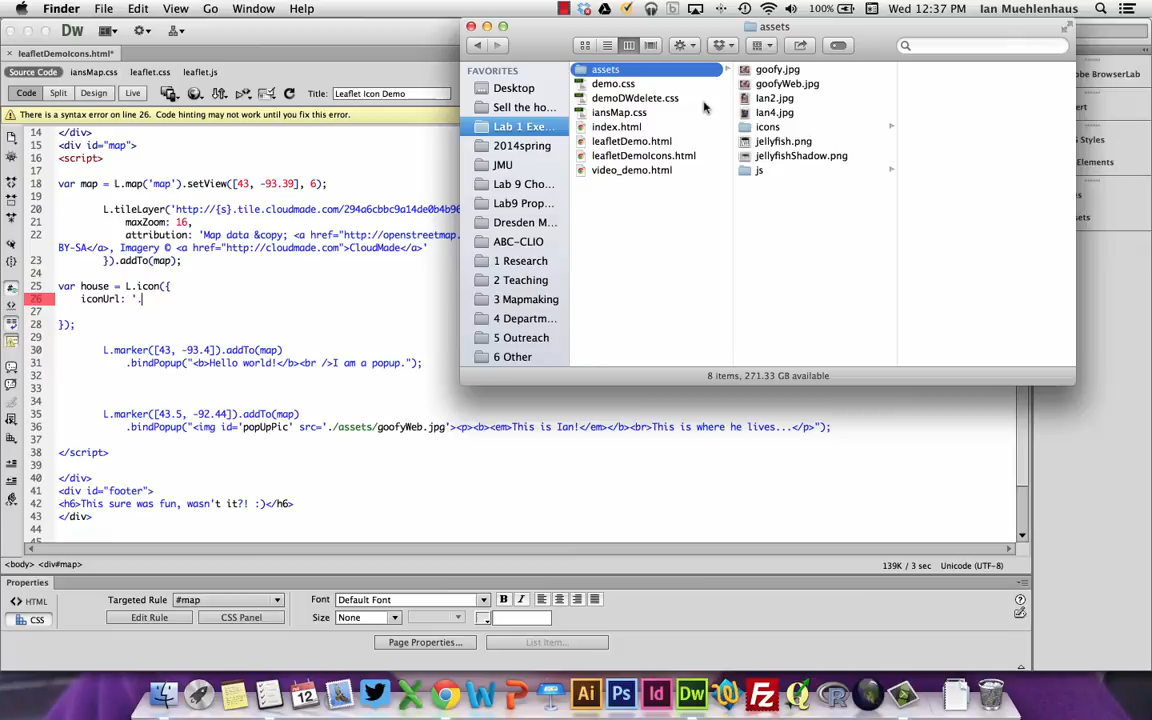 Finder File Edit View Go Window Help 100% Wed 12:37 PM Ian Muehlenhaus
Dw
assets
leafletDemoIcons.html*
Source Code iansMap.css leaflet.css leaflet.js
Code Split Design Live Title: Leaflet Icon Demo
There is a syntax error on line 26. Code hinting may not work until you fix this error.
14 </div>
15 <div id="map">
16 <script>
17
18 var map = L.map('map').setView([43, -93.39], 6);
19
20 L.tileLayer('http://{s}.tile.cloudmade.com/294a6cbbc9a14de0b4b96
21 maxZoom: 16,
22 attribution: 'Map data &copy; <a href="http://openstreetmap.
BY-SA</a>, Imagery © <a href="http://cloudmade.com">CloudMade</a>'
23 }).addTo(map);
24
25 var house = L.icon({
26 iconUrl: '.
27
28 });
29
30 L.marker([43, -93.4]).addTo(map)
31 .bindPopup("<b>Hello world!</b><br />I am a popup.");
32
33
34
35 L.marker([43.5, -92.44]).addTo(map)
36 .bindPopup("<img id='popUpPic' src='./assets/goofyWeb.jpg'><p><b><em>This is Ian!</em></b><br>This is where he lives...</p>");
37
38 </script>
39
40 </div>
41 <div id="footer">
42 <h6>This sure was fun, wasn't it?! :)</h6>
43 </div>
44
FAVORITES
Desktop
Sell the ho...
Lab 1 Exe...
2014spring
JMU
Lab 9 Cho...
Lab9 Prop...
Dresden M...
ABC-CLIO
1 Research
2 Teaching
3 Mapmaking
4 Departm...
5 Outreach
6 Other
assets
demo.css
demoDWdelete.css
iansMap.css
index.html
leafletDemo.html
leafletDemoIcons.html
video_demo.html
goofy.jpg
goofyWeb.jpg
Ian2.jpg
Ian4.jpg
icons
jellyfish.png
jellyfishShadow.png
js
8 items, 271.33 GB available
BrowserLab
Styles
Elements
<body> <div#map> 139K / 3 sec Unicode (UTF-8)
Properties
HTML Targeted Rule #map Font Default Font B I
CSS Edit Rule CSS Panel Size None
Page Properties... List Item...
12 Ai Ps Id Dw Fz R